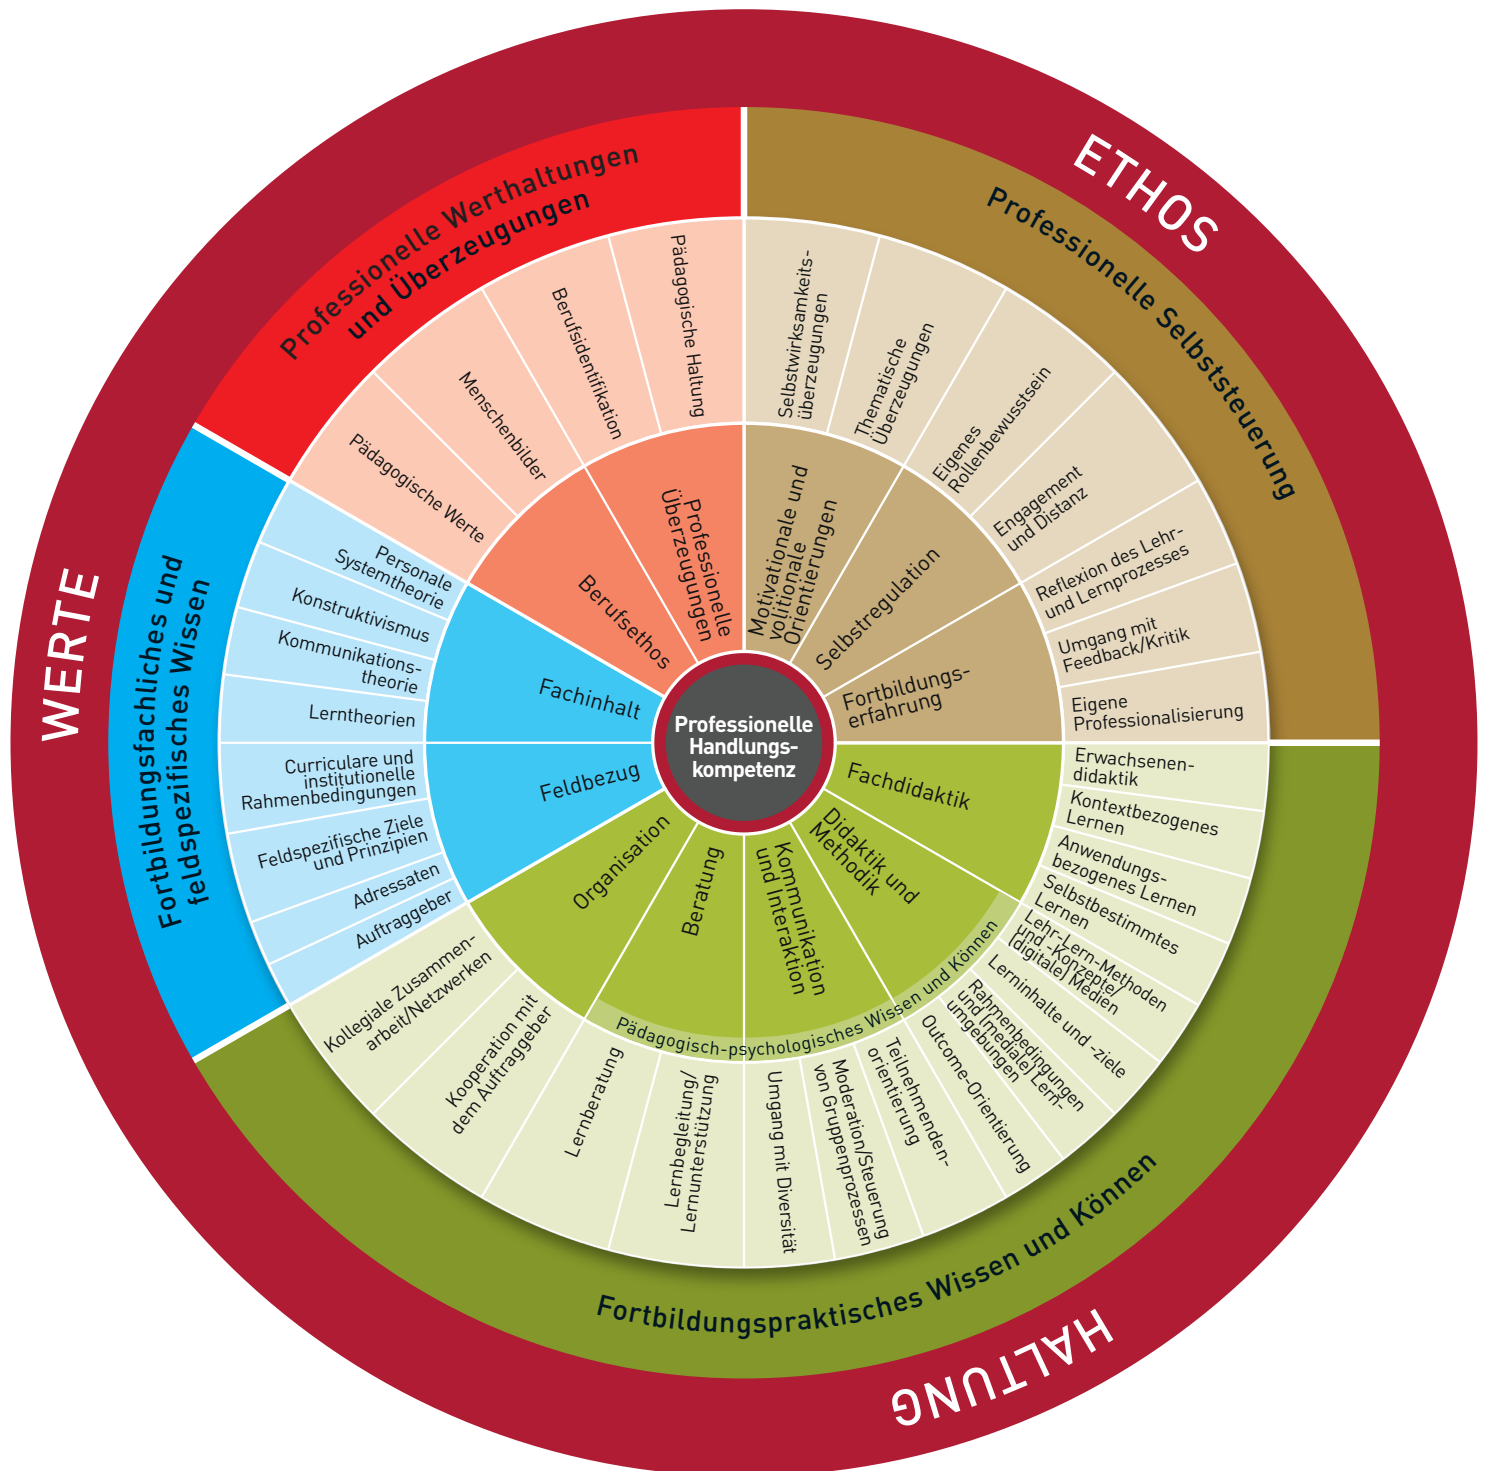 ETHOS
HALTUNG
WERTE
Professionelle Werthaltungen
und Überzeugungen
Professionelle Selbststeuerung
Fortbildungspraktisches Wissen und Können
Fortbildungsfachliches und
feldspezifisches Wissen
Professionelle
Handlungs-
kompetenz
Motivationale und
volitionale
Orientierungen
Selbstwirksamkeits-
überzeugungen
Thematische
Überzeugungen
Selbstregulation
Eigenes
Rollenbewusstsein
Engagement
und Distanz
Fortbildungs-
erfahrung
Reflexion des Lehr-
und Lernprozesses
Umgang mit
Feedback/Kritik
Eigene
Professionalisierung
Fachdidaktik
Erwachsenen-
didaktik
Kontextbezogenes
Lernen
Anwendungs-
bezogenes Lernen
Selbstbestimmtes
Lernen
Didaktik und
Methodik
Lehr-Lern-Methoden
und -Konzepte/
(digitale) Medien
Lerninhalte und -ziele
Rahmenbedingungen
und (mediale) Lern-
umgebungen
Outcome-Orientierung
Kommunikation
und Interaktion
Teilnehmenden-
orientierung
Moderation/Steuerung
von Gruppenprozessen
Umgang mit Diversität
Pädagogisch-psychologisches Wissen und Können
Beratung
Lernbegleitung/
Lernunterstützung
Lernberatung
Organisation
Kooperation mit
dem Auftraggeber
Kollegiale Zusammen-
arbeit/Netzwerken
Feldbezug
Auftraggeber
Adressaten
Feldspezifische Ziele
und Prinzipien
Curriculare und
institutionelle
Rahmenbedingungen
Fachinhalt
Lerntheorien
Kommunikations-
theorie
Konstruktivismus
Personale
Systemtheorie
Berufsethos
Pädagogische Werte
Menschenbilder
Professionelle
Überzeugungen
Berufsidentifikation
Pädagogische Haltung